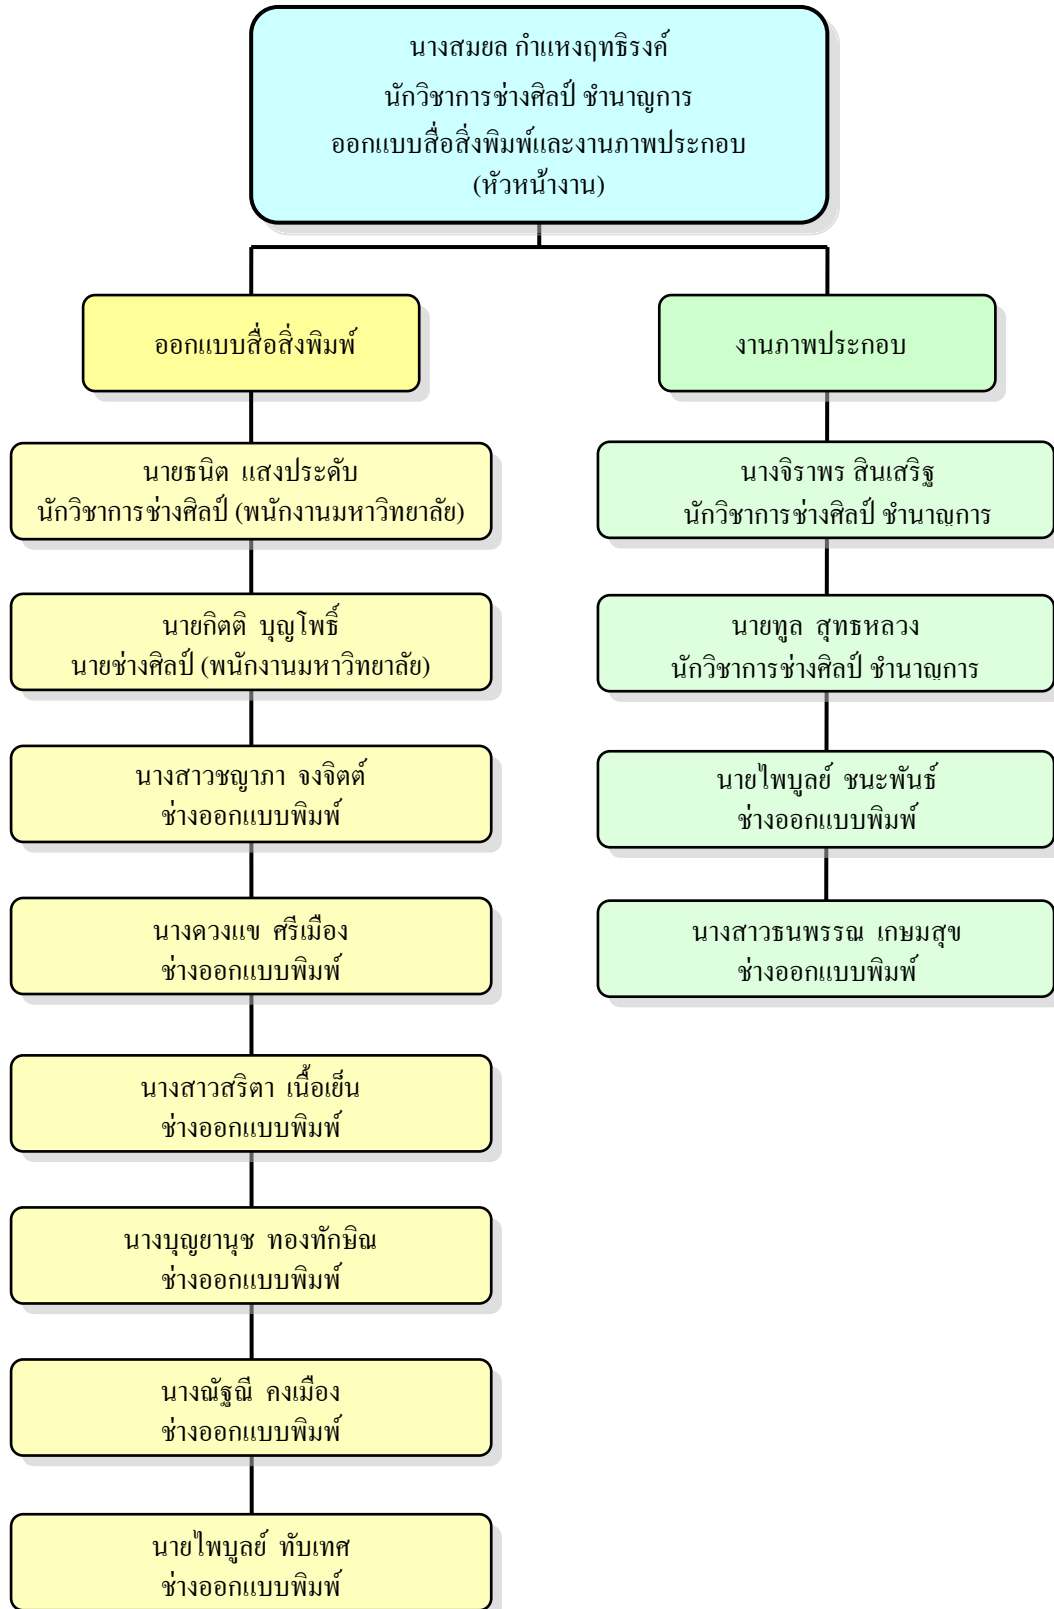 นางสมยล กำแหงฤทธิรงค์
นักวิชาการช่างศิลป์ ชำนาญการ
ออกแบบสื่อสิ่งพิมพ์และงานภาพประกอบ
(หัวหน้างาน)
ออกแบบสื่อสิ่งพิมพ์
นายธนิต แสงประดับ
นักวิชาการช่างศิลป์ (พนักงานมหาวิทยาลัย)
นายกิตติ บุญโพธิ์
นายช่างศิลป์ (พนักงานมหาวิทยาลัย)
นางสาวชญาภา จงจิตต์
ช่างออกแบบพิมพ์
นางดวงแข ศรีเมือง
ช่างออกแบบพิมพ์
นางสาวสริตา เนื้อเย็น
ช่างออกแบบพิมพ์
นางบุญยานุช ทองทักษิณ
ช่างออกแบบพิมพ์
นางณัฐณี คงเมือง
ช่างออกแบบพิมพ์
นายไพบูลย์ ทับเทศ
ช่างออกแบบพิมพ์
งานภาพประกอบ
นางจิราพร สินเสริฐ
นักวิชาการช่างศิลป์ ชำนาญการ
นายทูล สุทธหลวง
นักวิชาการช่างศิลป์ ชำนาญการ
นายไพบูลย์ ชนะพันธ์
ช่างออกแบบพิมพ์
นางสาวธนพรรณ เกษมสุข
ช่างออกแบบพิมพ์